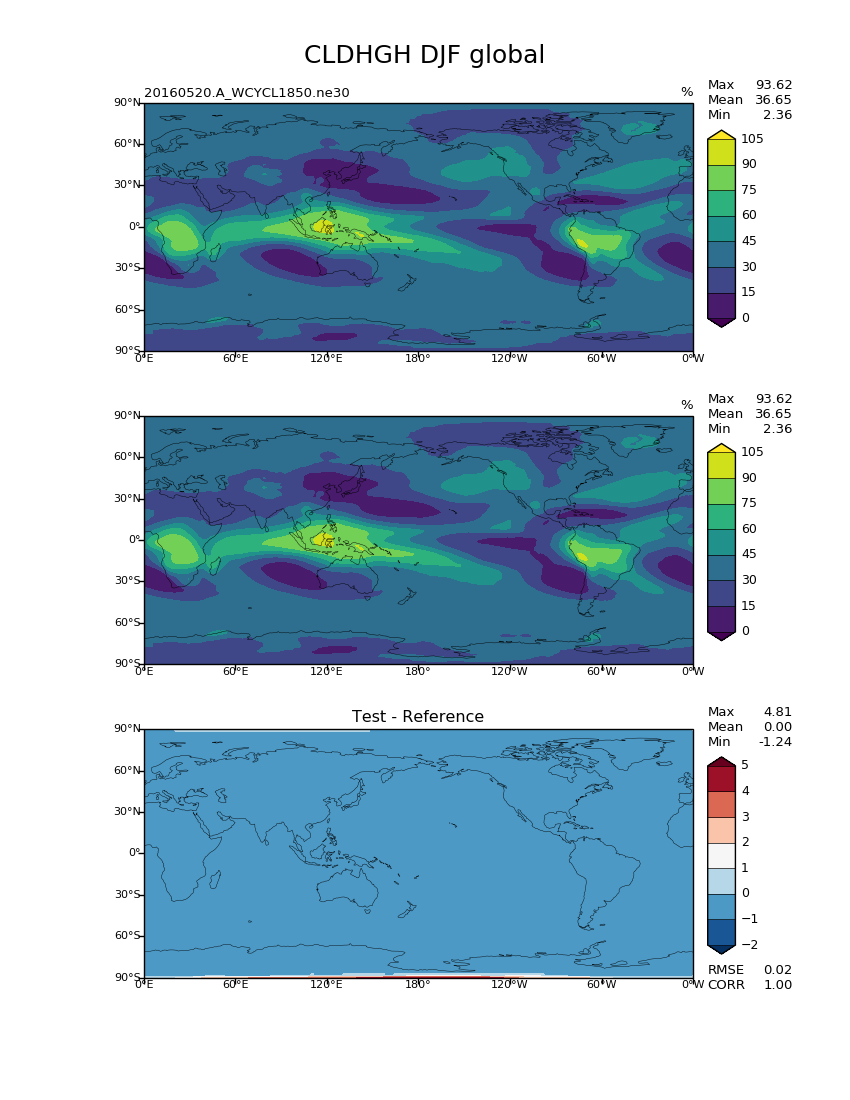 CLDHGH DJF global
20160520.A_WCYCL1850.ne30
%
Max 93.62
Mean 36.65
Min 2.36
90°N
60°N
30°N
0°
30°S
60°S
90°S
0°E 60°E 120°E 180° 120°W 60°W 0°W
105
90
75
60
45
30
15
0
%
Max 93.62
Mean 36.65
Min 2.36
90°N
60°N
30°N
0°
30°S
60°S
90°S
0°E 60°E 120°E 180° 120°W 60°W 0°W
105
90
75
60
45
30
15
0
Test - Reference
Max 4.81
Mean 0.00
Min -1.24
90°N
60°N
30°N
0°
30°S
60°S
90°S
0°E 60°E 120°E 180° 120°W 60°W 0°W
5
4
3
2
1
0
−1
−2
RMSE 0.02
CORR 1.00